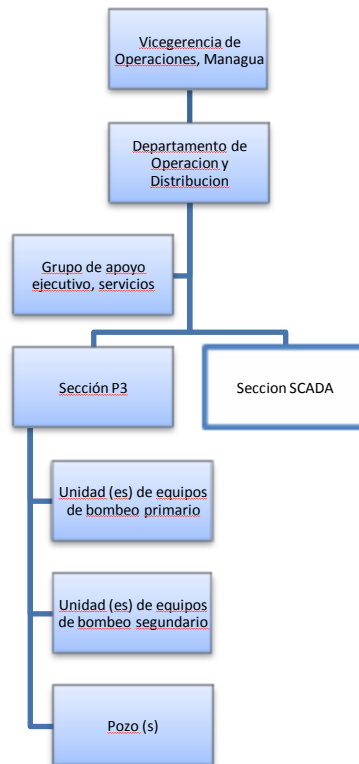 Vicegerencia de
Operaciones, Managua
Departamento de
Operacion y
Distribucion
Grupo de apoyo
ejecutivo, servicios
Sección P3
Seccion SCADA
Unidad (es) de equipos
de bombeo primario
Unidad (es) de equipos
de bombeo segundario
Pozo (s)